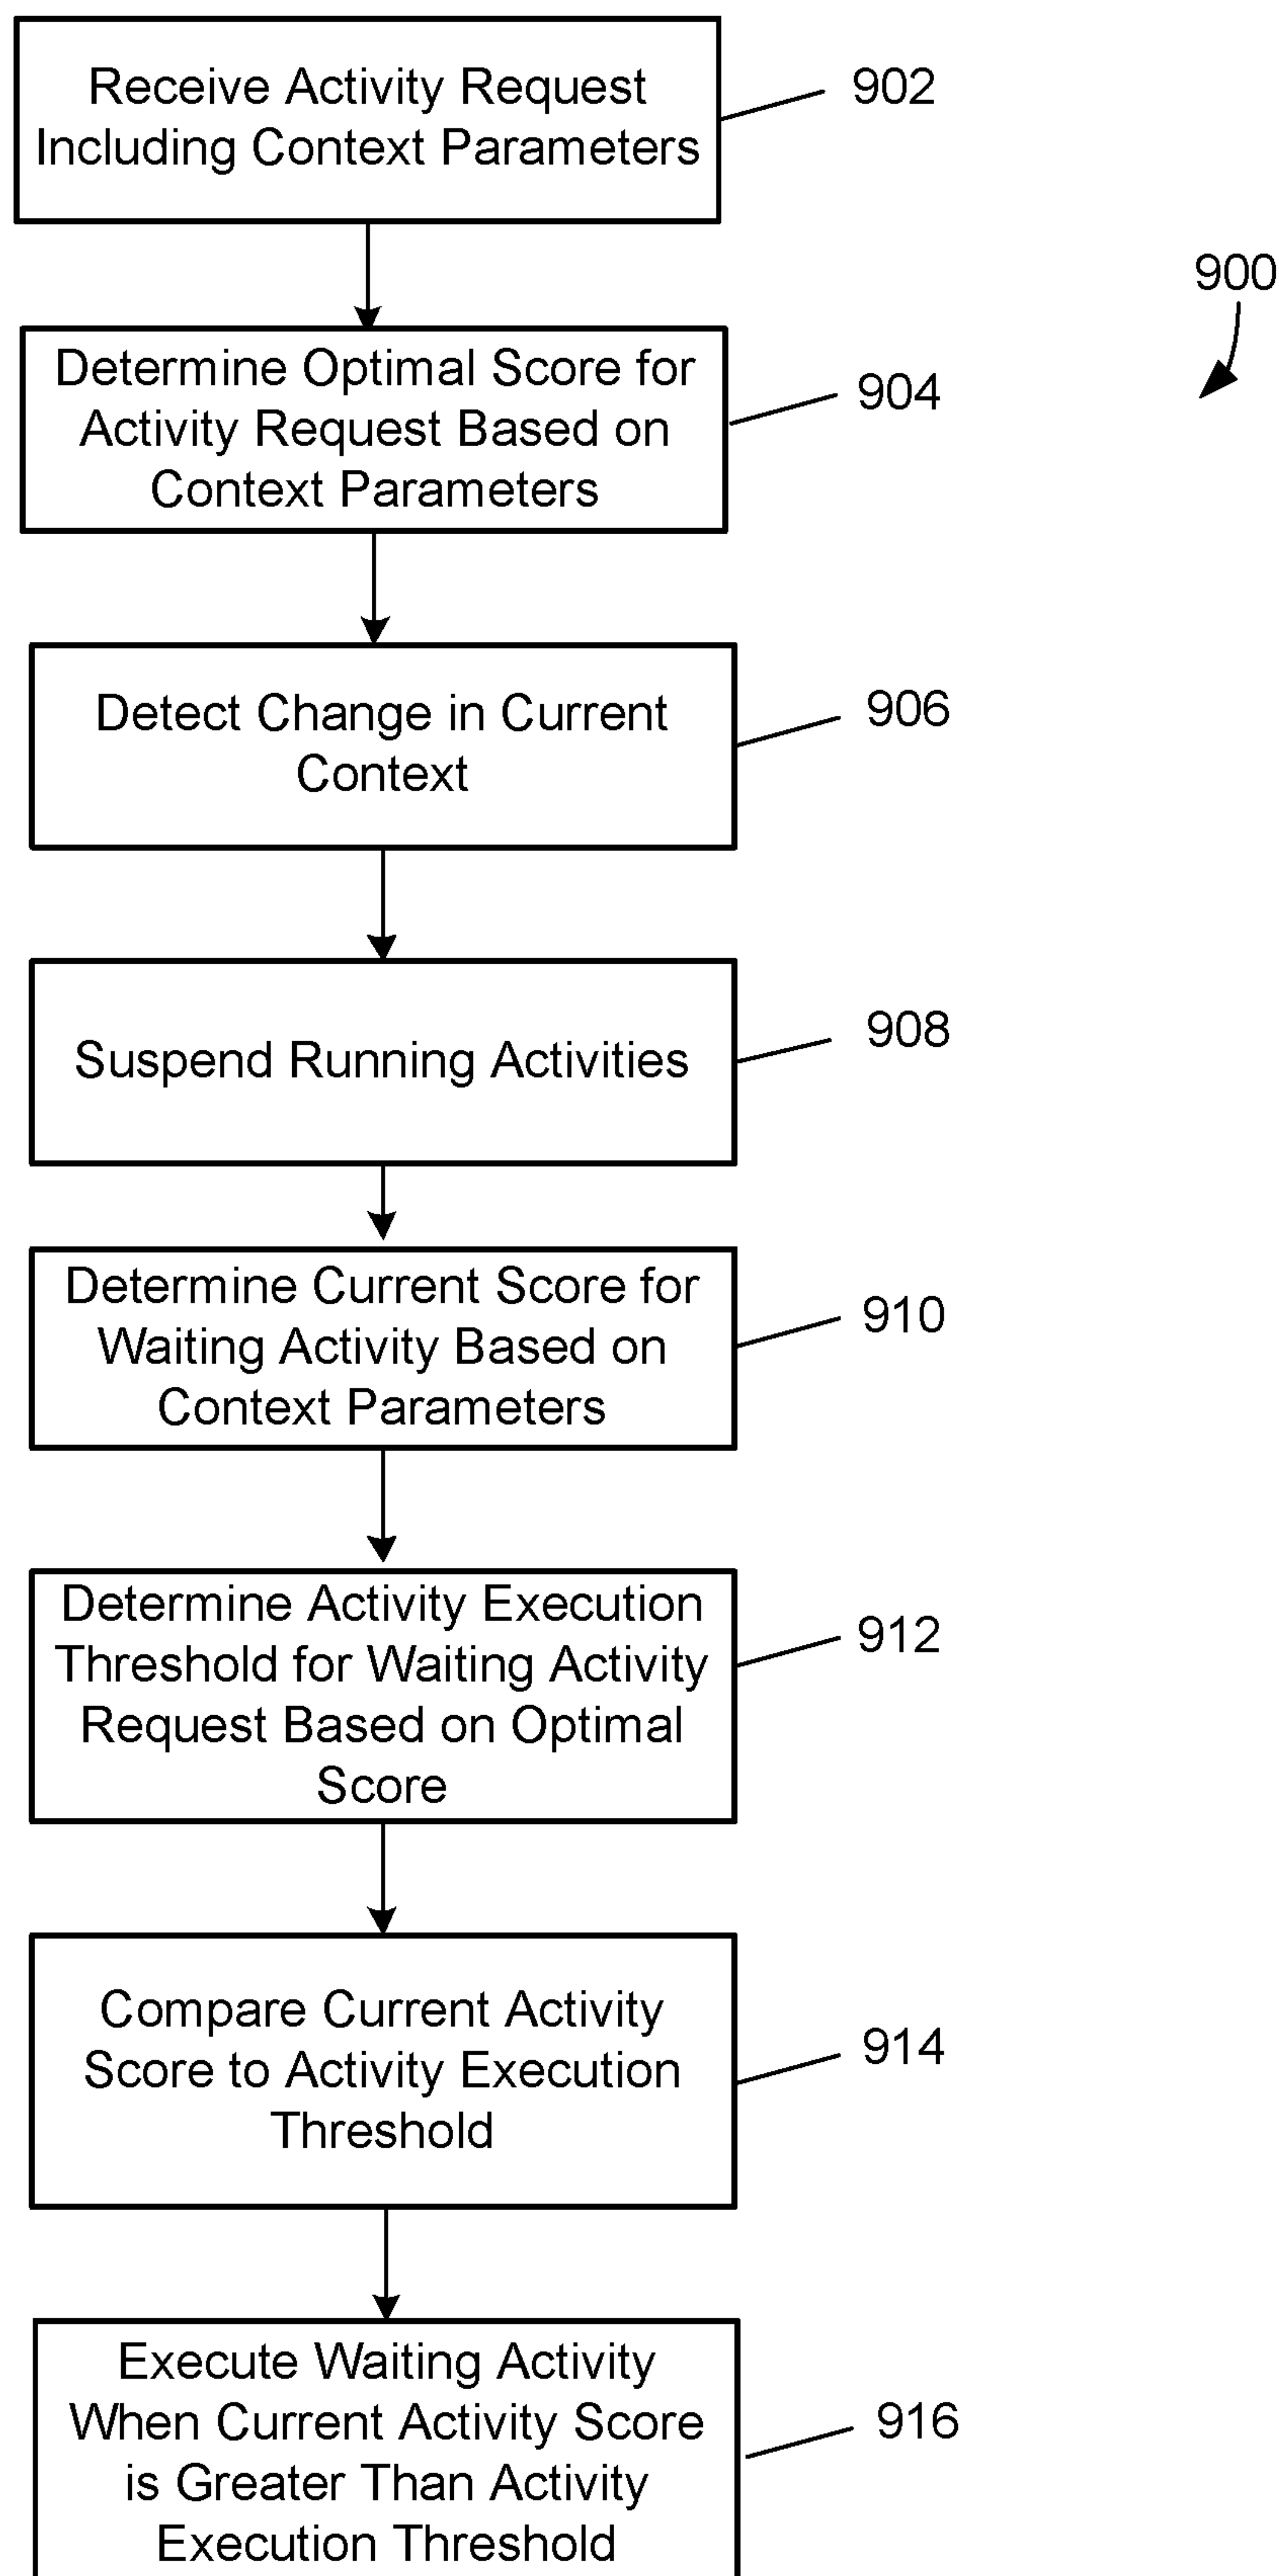 Receive Activity Request
Including Context Parameters
902
900
Determine Optimal Score for
Activity Request Based on
Context Parameters
904
Detect Change in Current
Context
906
Suspend Running Activities
908
Determine Current Score for
Waiting Activity Based on
Context Parameters
910
Determine Activity Execution
Threshold for Waiting Activity
Request Based on Optimal
Score
912
Compare Current Activity
Score to Activity Execution
Threshold
914
Execute Waiting Activity
When Current Activity Score
is Greater Than Activity
Execution Threshold
916